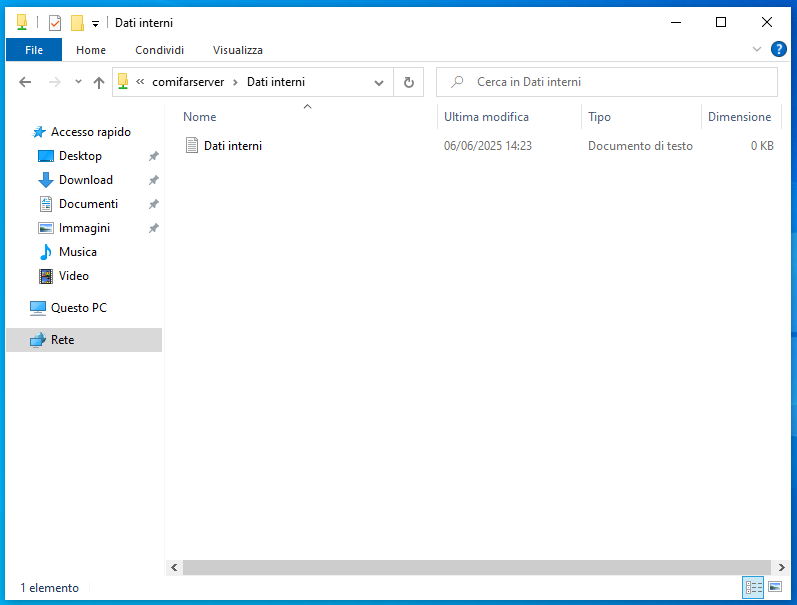 Dati interni
File Home Condividi Visualizza
« comifarserver › Dati interni Cerca in Dati interni
Nome Ultima modifica Tipo Dimensione
Dati interni 06/06/2025 14:23 Documento di testo 0 KB
Accesso rapido
Desktop
Download
Documenti
Immagini
Musica
Video
Questo PC
Rete
1 elemento